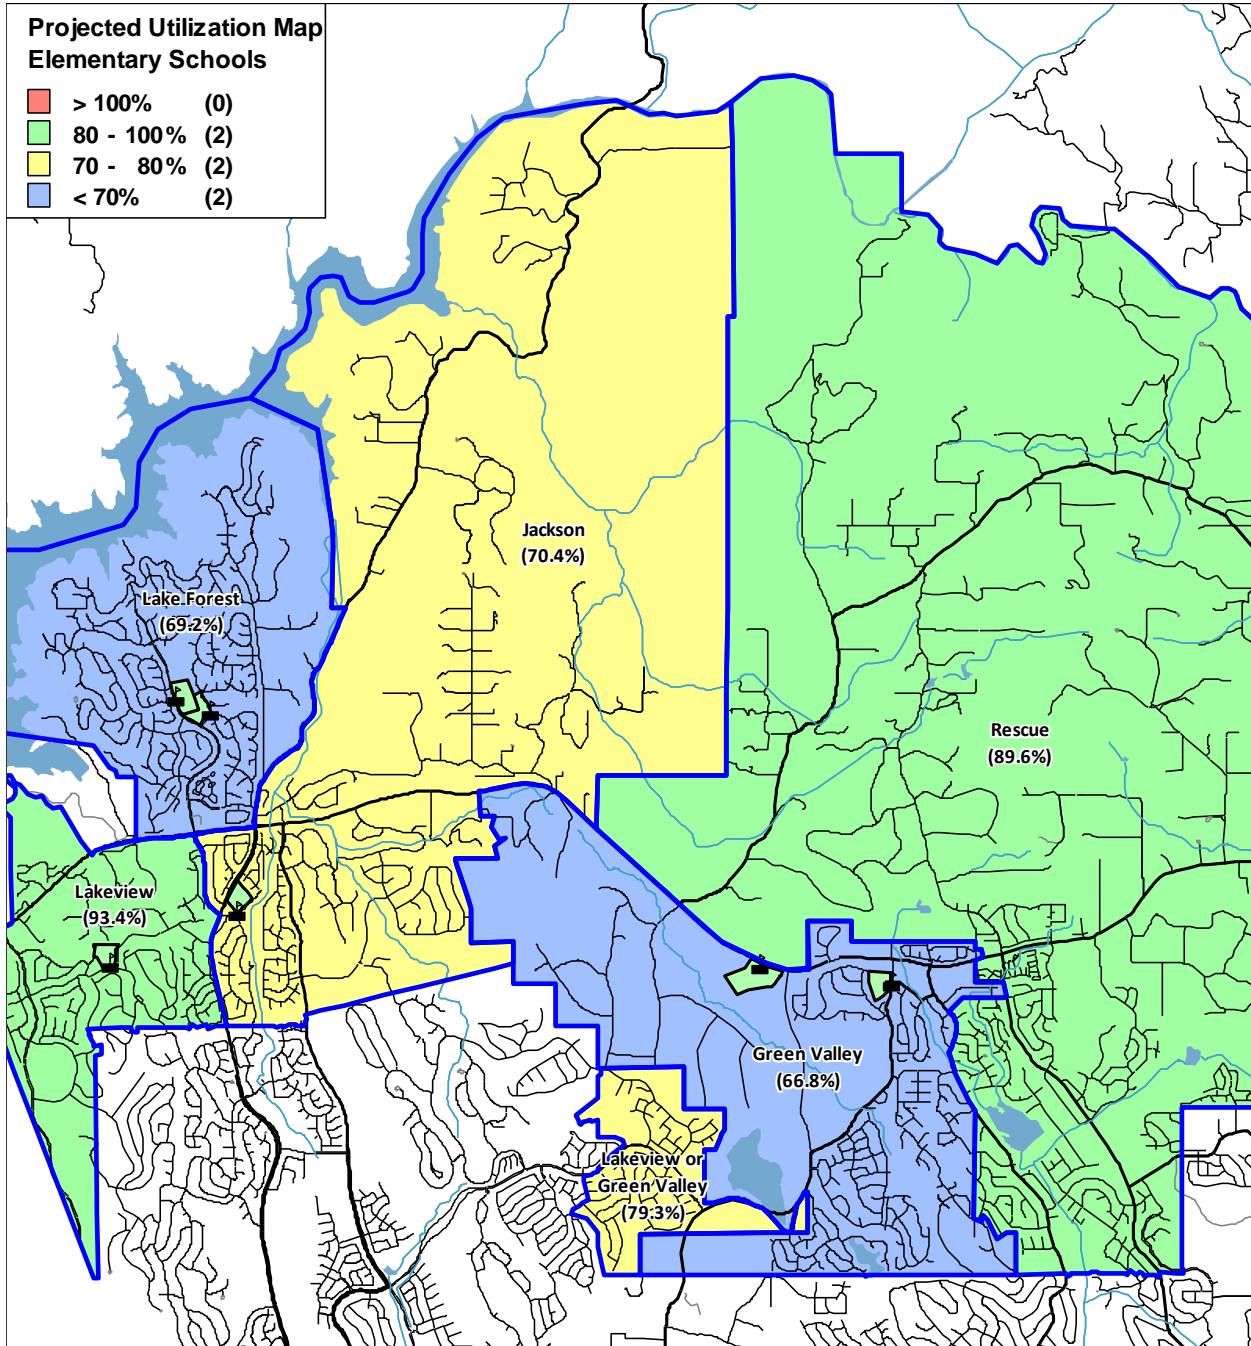 Projected Utilization Map
Elementary Schools
> 100% (0)
80 - 100% (2)
70 - 80% (2)
< 70% (2)
Jackson
(70.4%)
Lake Forest
(69.2%)
Rescue
(89.6%)
Lakeview
(93.4%)
Green Valley
(66.8%)
Lakeview or
Green Valley
(79.3%)